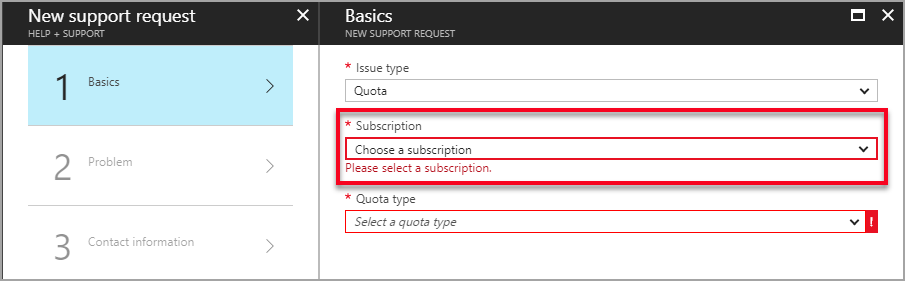 New support request
HELP + SUPPORT
1 Basics
2 Problem
3 Contact information
Basics
NEW SUPPORT REQUEST
* Issue type
Quota
* Subscription
Choose a subscription
Please select a subscription.
* Quota type
Select a quota type
!